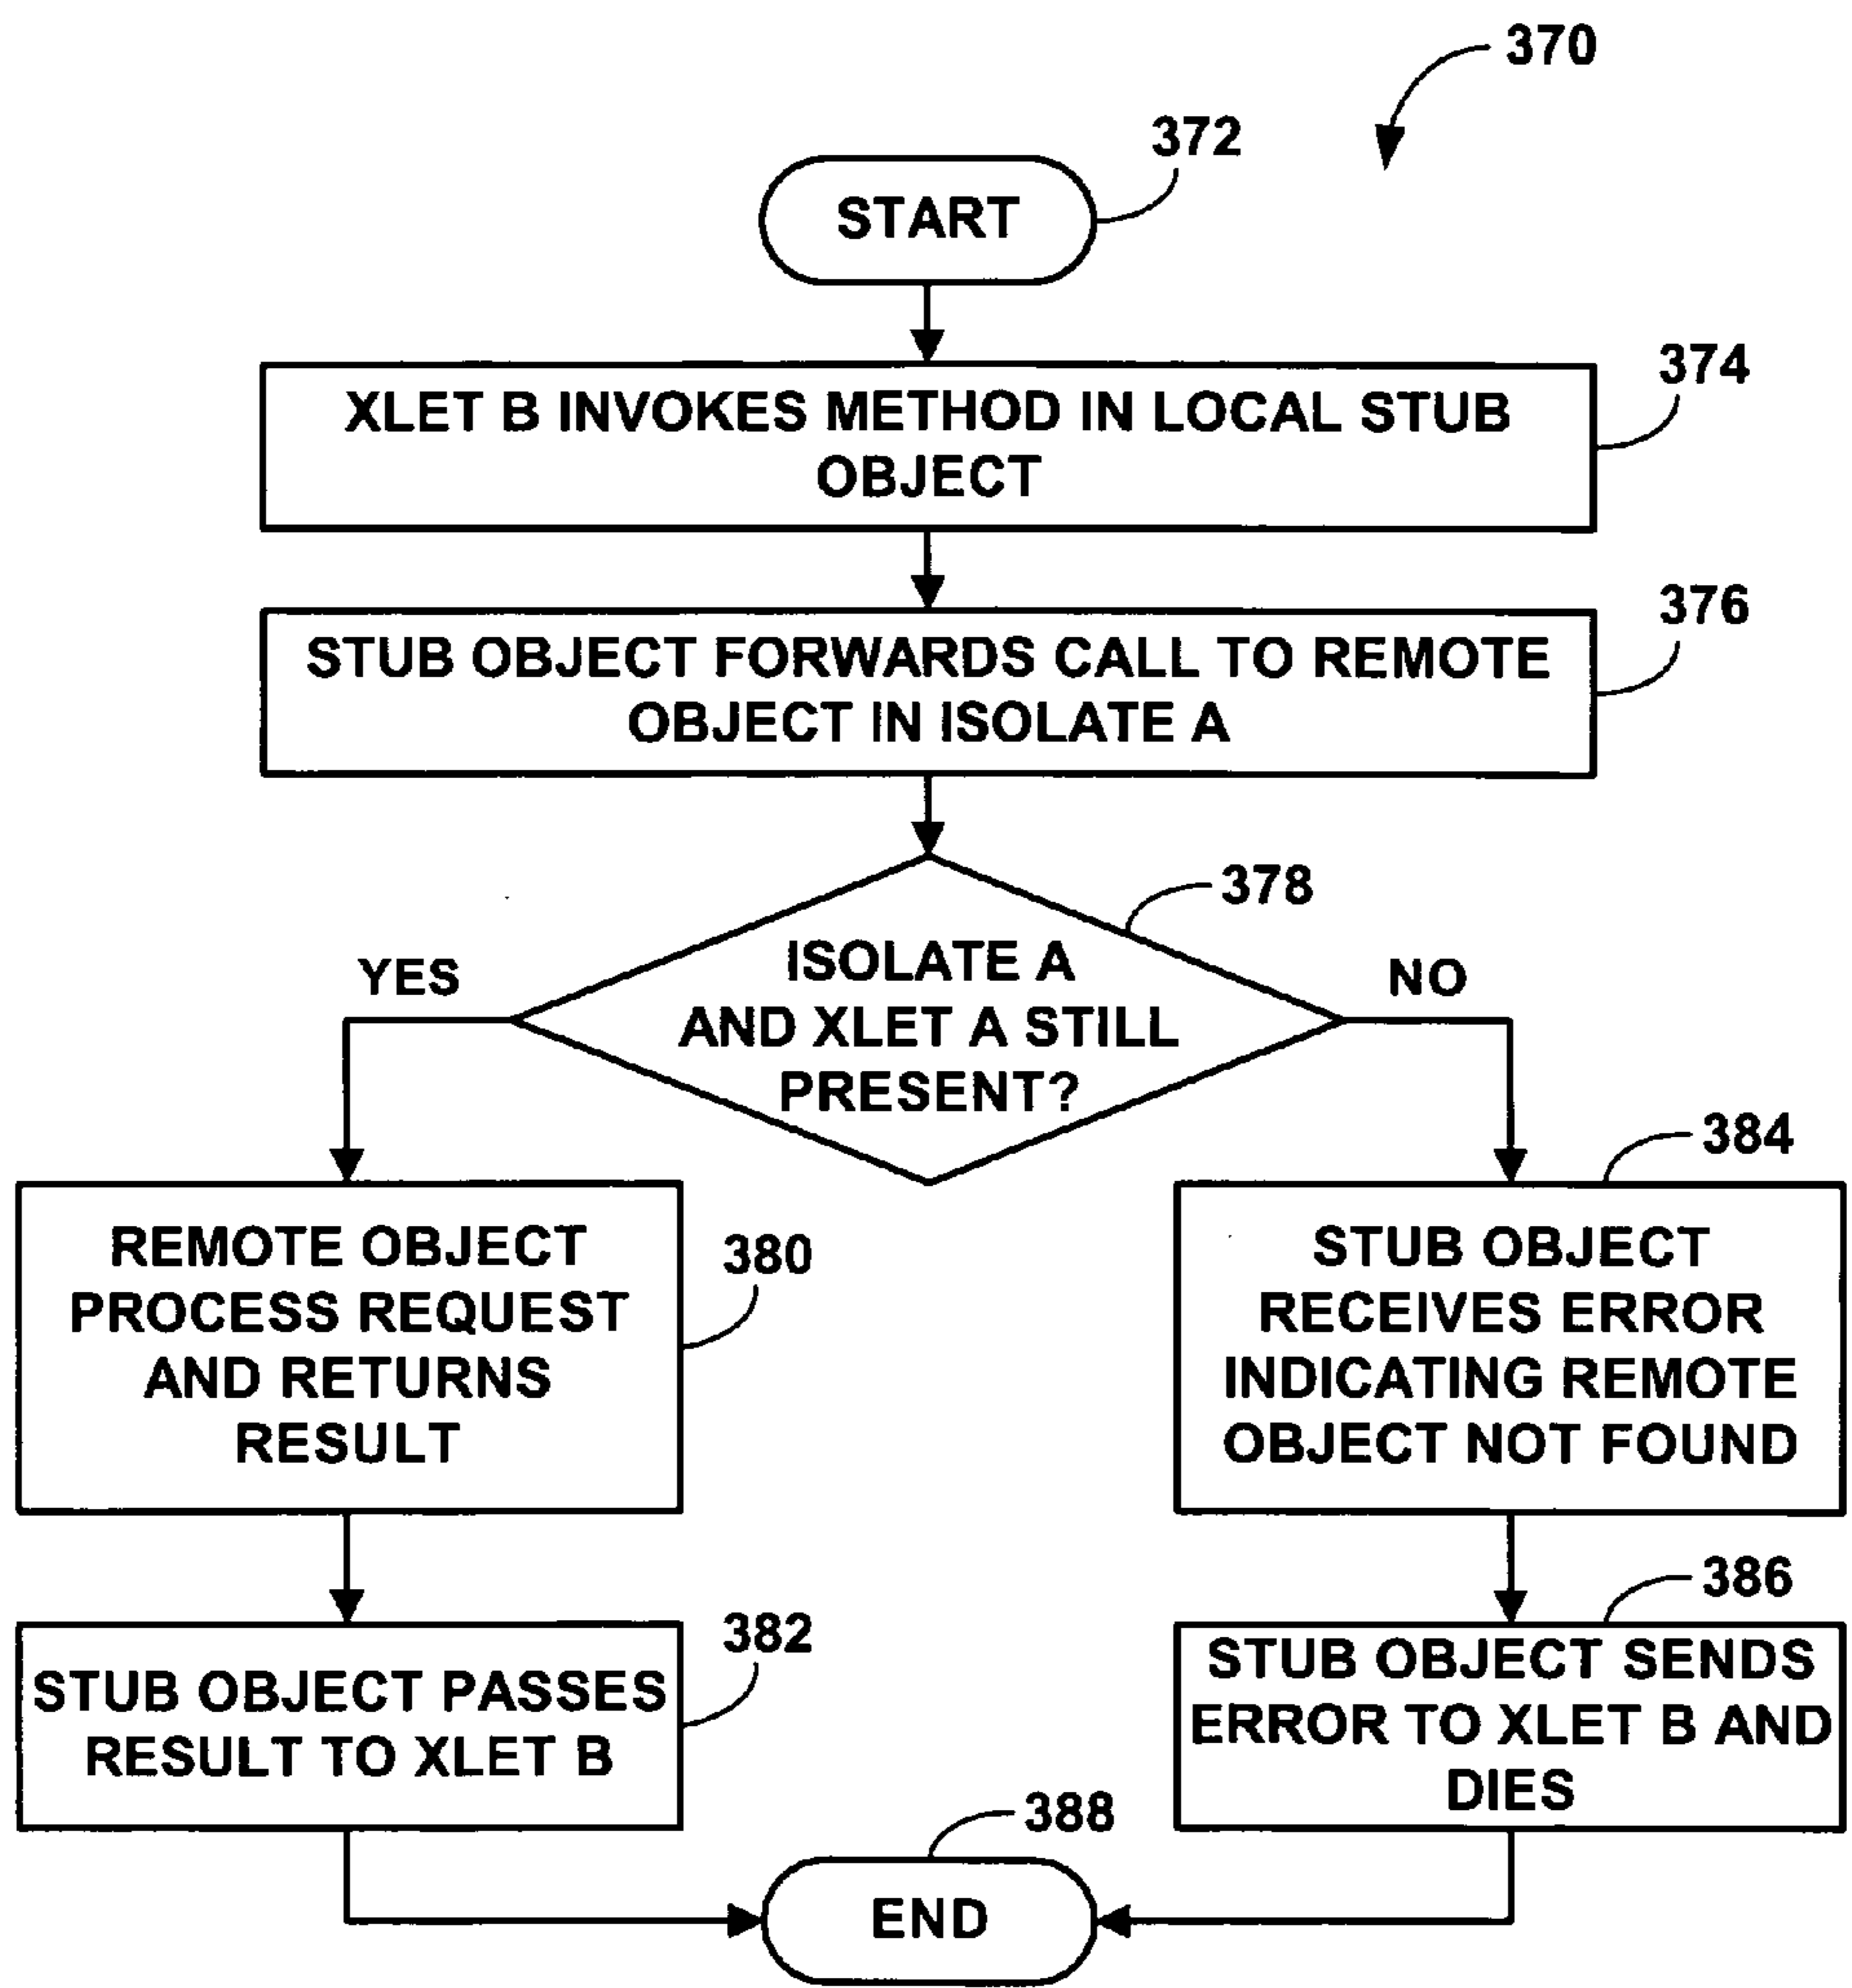 370
372
START
374
XLET B INVOKES METHOD IN LOCAL STUB
OBJECT
376
STUB OBJECT FORWARDS CALL TO REMOTE
OBJECT IN ISOLATE A
378
ISOLATE A
AND XLET A STILL
PRESENT?
YES
NO
380
REMOTE OBJECT
PROCESS REQUEST
AND RETURNS
RESULT
384
STUB OBJECT
RECEIVES ERROR
INDICATING REMOTE
OBJECT NOT FOUND
382
STUB OBJECT PASSES
RESULT TO XLET B
386
STUB OBJECT SENDS
ERROR TO XLET B AND
DIES
388
END